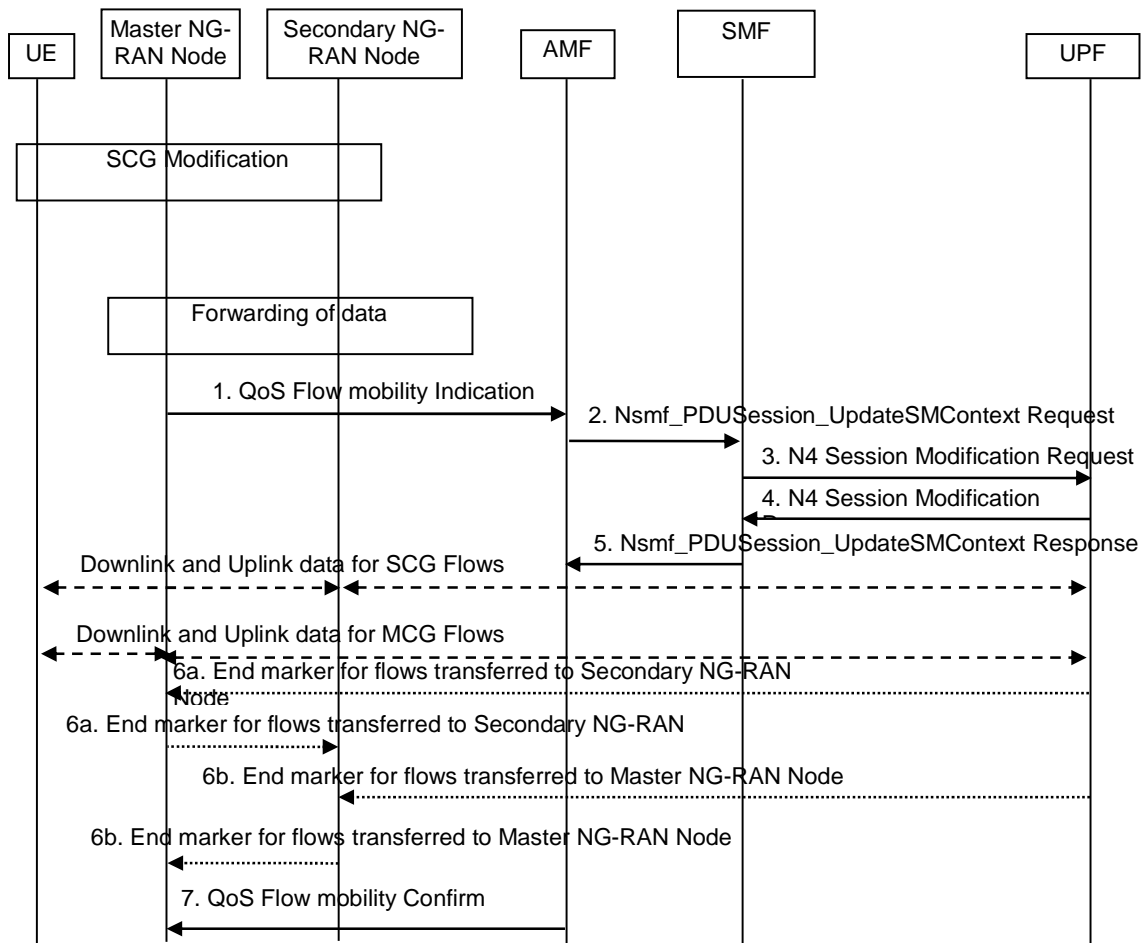 UE
Master NG-
RAN Node
Secondary NG-
RAN Node
AMF
SMF
UPF
SCG Modification
Forwarding of data
1. QoS Flow mobility Indication
2. Nsmf_PDUSession_UpdateSMContext Request
3. N4 Session Modification Request
4. N4 Session Modification
5. Nsmf_PDUSession_UpdateSMContext Response
Downlink and Uplink data for SCG Flows
Downlink and Uplink data for MCG Flows
6a. End marker for flows transferred to Secondary NG-RAN
Node
6a. End marker for flows transferred to Secondary NG-RAN
6b. End marker for flows transferred to Master NG-RAN Node
6b. End marker for flows transferred to Master NG-RAN Node
7. QoS Flow mobility Confirm